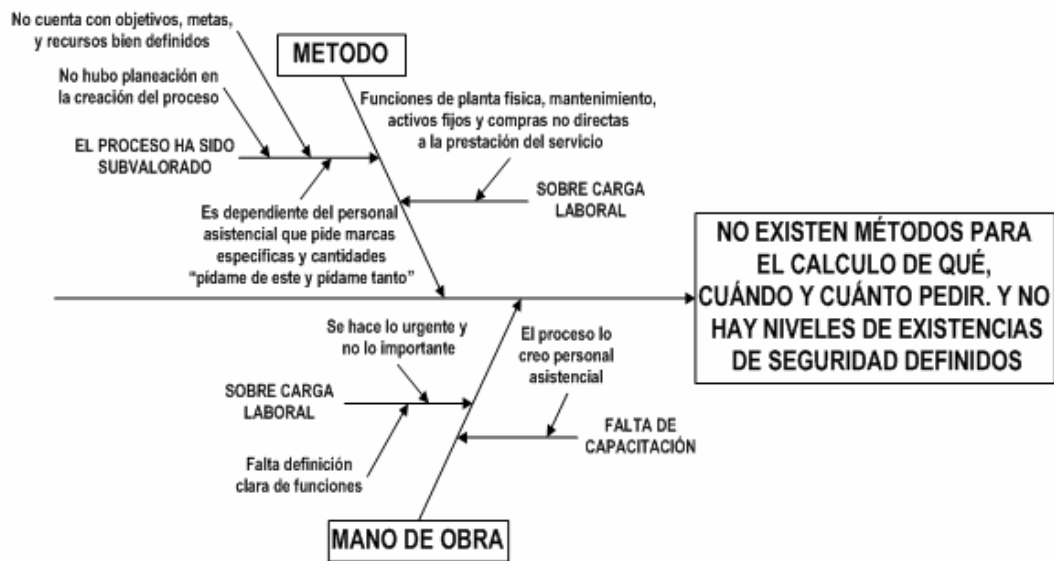 No cuenta con objetivos, metas,
y recursos bien definidos
METODO
No hubo planeación en
la creación del proceso
Funciones de planta física, mantenimiento,
activos fijos y compras no directas
a la prestación del servicio
EL PROCESO HA SIDO
SUBVALORADO
SOBRE CARGA
LABORAL
Es dependiente del personal
asistencial que pide marcas
específicas y cantidades
“pídame de este y pídame tanto”
NO EXISTEN MÉTODOS PARA
EL CALCULO DE QUÉ,
CUÁNDO Y CUÁNTO PEDIR. Y NO
HAY NIVELES DE EXISTENCIAS
DE SEGURIDAD DEFINIDOS
Se hace lo urgente y
no lo importante
El proceso lo
creo personal
asistencial
SOBRE CARGA
LABORAL
FALTA DE
CAPACITACIÓN
Falta definición
clara de funciones
MANO DE OBRA